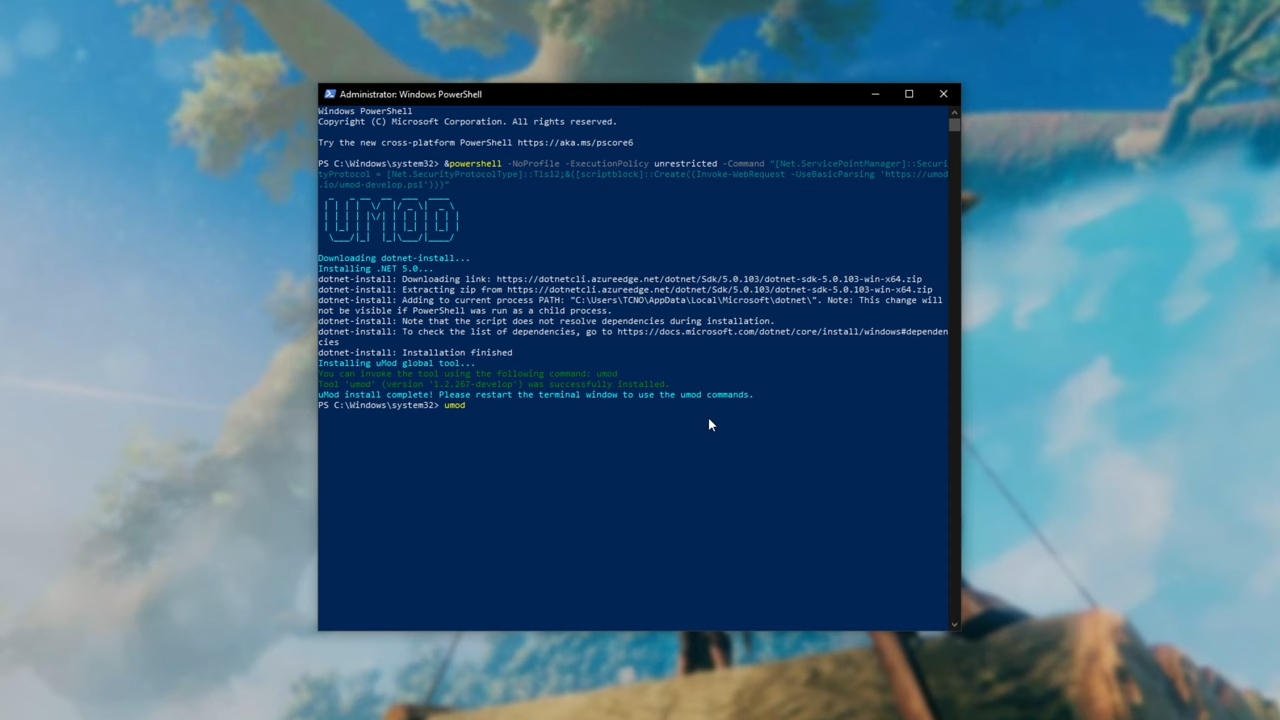 Administrator: Windows PowerShell
Windows PowerShell
Copyright (C) Microsoft Corporation. All rights reserved.
Try the new cross-platform PowerShell https://aka.ms/pscore6
PS C:\Windows\system32> &powershell -NoProfile -ExecutionPolicy unrestricted -Command "[Net.ServicePointManager]::Securi
tyProtocol = [Net.SecurityProtocolType]::Tls12;&([scriptblock]::Create((Invoke-WebRequest -UseBasicParsing 'https://umod
.io/umod-develop.ps1')))"
UMOD
Downloading dotnet-install...
Installing .NET 5.0...
dotnet-install: Downloading link: https://dotnetcli.azureedge.net/dotnet/Sdk/5.0.103/dotnet-sdk-5.0.103-win-x64.zip
dotnet-install: Extracting zip from https://dotnetcli.azureedge.net/dotnet/Sdk/5.0.103/dotnet-sdk-5.0.103-win-x64.zip
dotnet-install: Adding to current process PATH: "C:\Users\TCNO\AppData\Local\Microsoft\dotnet\". Note: This change will
not be visible if PowerShell was run as a child process.
dotnet-install: Note that the script does not resolve dependencies during installation.
dotnet-install: To check the list of dependencies, go to https://docs.microsoft.com/dotnet/core/install/windows#dependen
cies
dotnet-install: Installation finished
Installing uMod global tool...
You can invoke the tool using the following command: umod
Tool 'umod' (version '1.2.267-develop') was successfully installed.
uMod install complete! Please restart the terminal window to use the umod commands.
PS C:\Windows\system32> umod